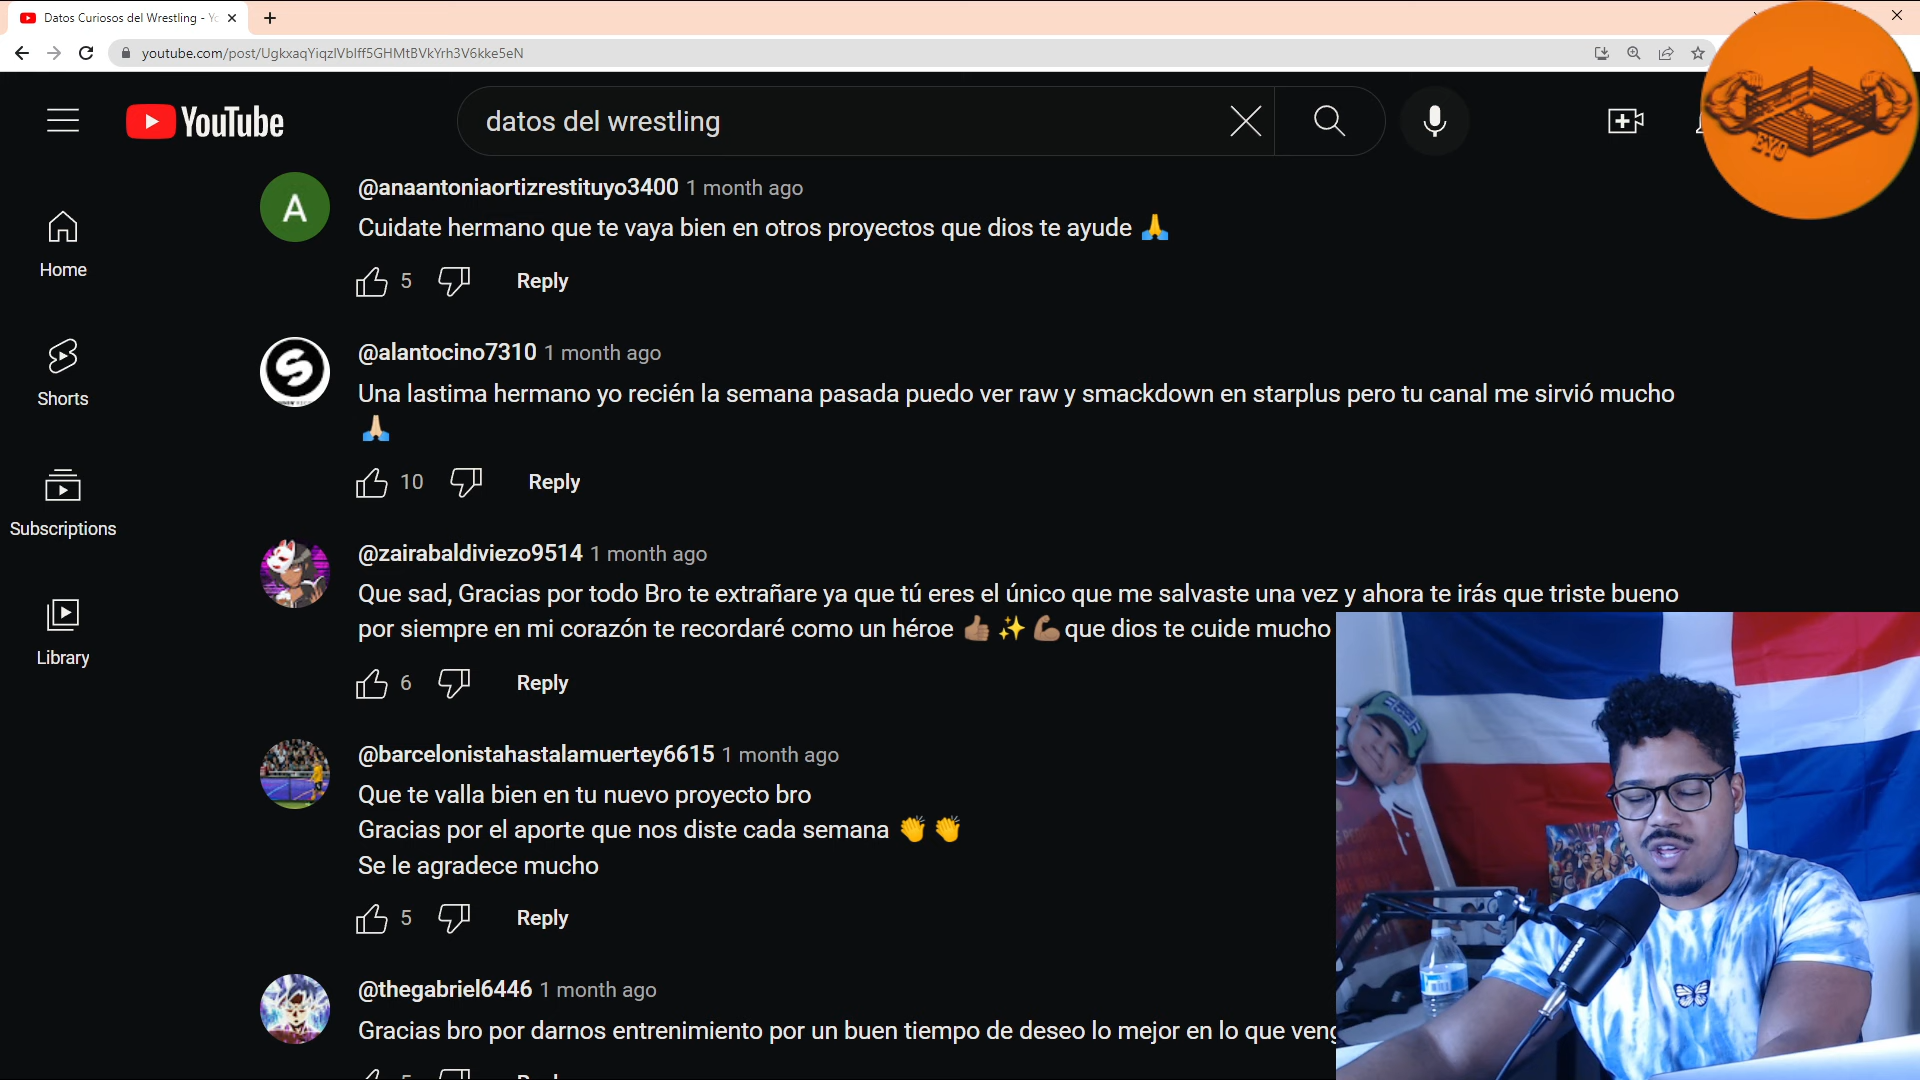 Datos Curiosos del Wrestling - Yo
youtube.com/post/UgkxaqYiqzlVbIff5GHMtBVkYrh3V6kke5eN
YouTube
datos del wrestling
EYO
Home
Shorts
Subscriptions
Library
A
@anaantoniaortizrestituyo3400 1 month ago
Cuidate hermano que te vaya bien en otros proyectos que dios te ayude 🙏
5 Reply
S
@alantocino7310 1 month ago
Una lastima hermano yo recién la semana pasada puedo ver raw y smackdown en starplus pero tu canal me sirvió mucho
🙏🏻
10 Reply
@zairabaldiviezo9514 1 month ago
Que sad, Gracias por todo Bro te extrañare ya que tú eres el único que me salvaste una vez y ahora te irás que triste bueno
por siempre en mi corazón te recordaré como un héroe 👍🏽 ✨ 💪🏽 que dios te cuide mucho
6 Reply
@barcelonistahastalamuertey6615 1 month ago
Que te valla bien en tu nuevo proyecto bro
Gracias por el aporte que nos diste cada semana 👏 👏
Se le agradece mucho
5 Reply
@thegabriel6446 1 month ago
Gracias bro por darnos entrenimiento por un buen tiempo de deseo lo mejor en lo que veng
SHURE